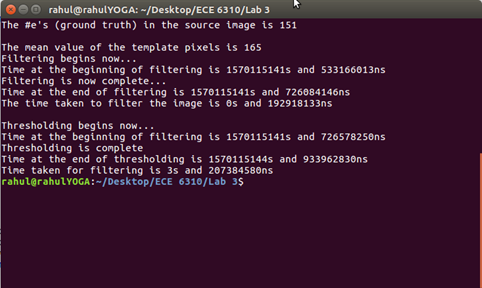 rahul@rahulYOGA: ~/Desktop/ECE 6310/Lab 3
The #e's (ground truth) in the source image is 151
The mean value of the template pixels is 165
Filtering begins now...
Time at the beginning of filtering is 1570115141s and 533166013ns
Filtering is now complete...
Time at the end of filtering is 1570115141s and 726084146ns
The time taken to filter the image is 0s and 192918133ns
Thresholding begins now...
Time at the beginning of filtering is 1570115141s and 726578250ns
Thresholding is complete
Time at the end of thresholding is 1570115144s and 933962830ns
Time taken for filtering is 3s and 207384580ns
rahul@rahulYOGA:~/Desktop/ECE 6310/Lab 3$